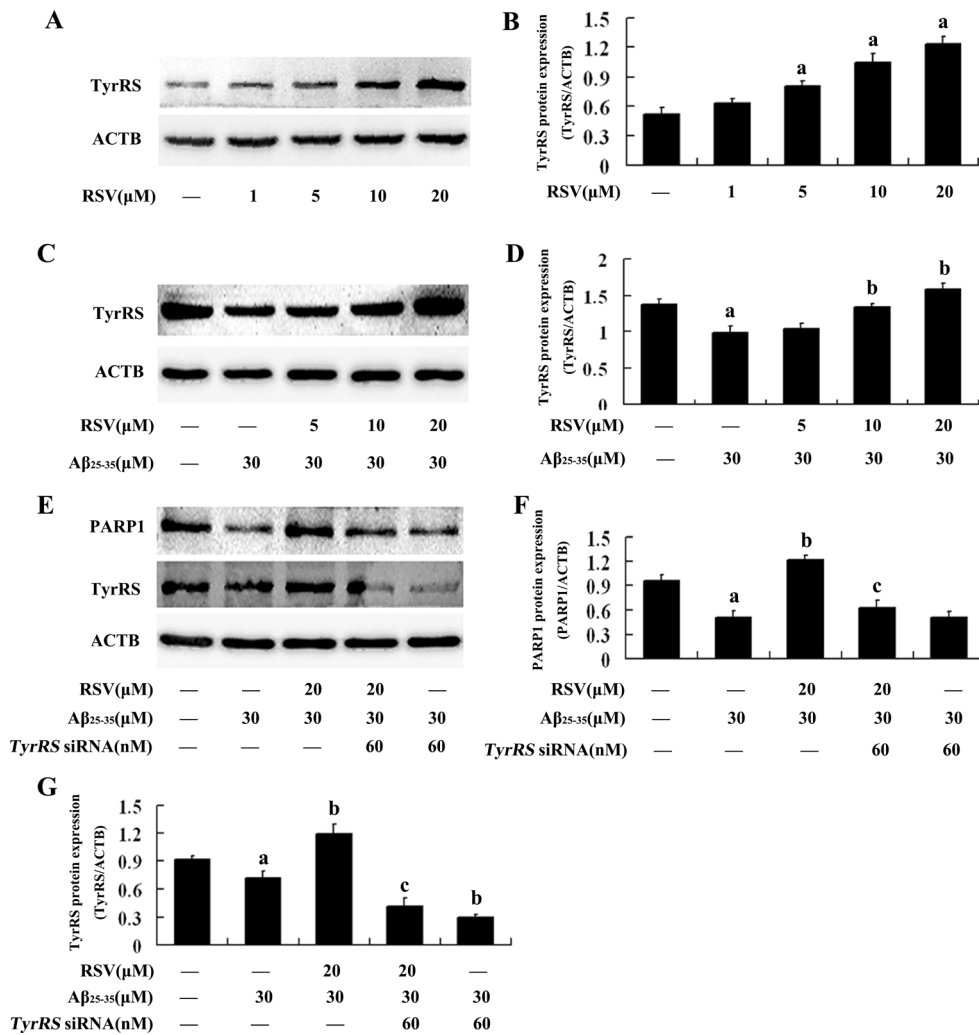 A
TyrRS
ACTB
RSV(μM) — 1 5 10 20
B
TyrRS protein expression
(TyrRS/ACTB)
1.5
1.2
0.9
0.6
0.3
0
a a a
RSV(μM) — 1 5 10 20
C
TyrRS
ACTB
RSV(μM) — — 5 10 20
Aβ25-35(μM) — 30 30 30 30
D
TyrRS protein expression
(TyrRS/ACTB)
2
1.5
1
1.5
0
a b b
RSV(μM) — — 5 10 20
Aβ25-35(μM) — 30 30 30 30
E
PARP1
TyrRS
ACTB
RSV(μM) — — 20 20 —
Aβ25-35(μM) — 30 30 30 30
TyrRS siRNA(nM) — — — 60 60
F
PARP1 protein expression
(PARP1/ACTB)
1.5
1.2
0.9
0.6
0.3
0
a b c
RSV(μM) — — 20 20 —
Aβ25-35(μM) — 30 30 30 30
TyrRS siRNA(nM) — — — 60 60
G
TyrRS protein expression
(TyrRS/ACTB)
1.5
1.2
0.9
0.6
0.3
0
a b c b
RSV(μM) — — 20 20 —
Aβ25-35(μM) — 30 30 30 30
TyrRS siRNA(nM) — — — 60 60